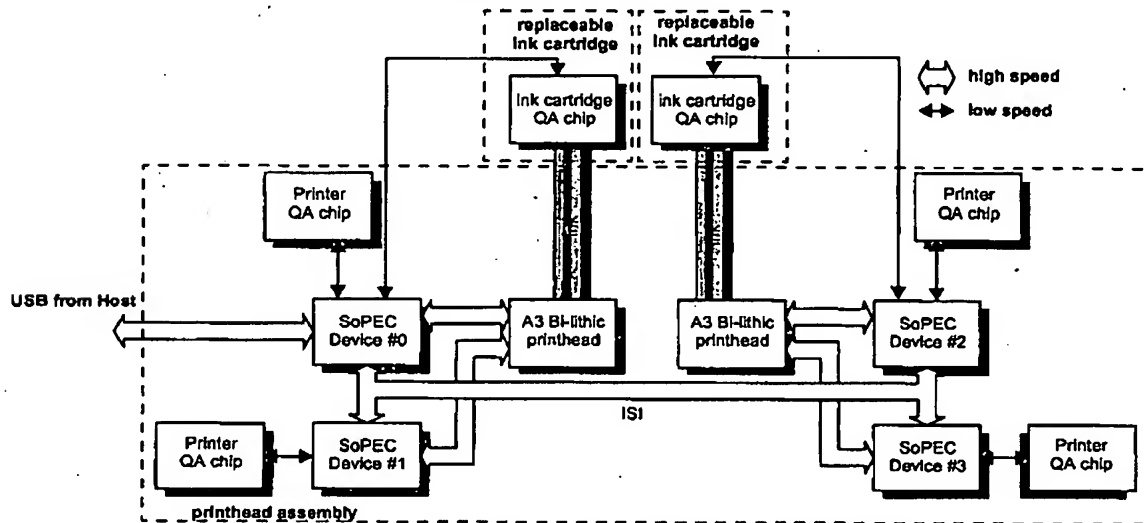 replaceable
ink cartridge
replaceable
ink cartridge
high speed
low speed
ink cartridge
QA chip
ink cartridge
QA chip
Printer
QA chip
Printer
QA chip
USB from Host
SoPEC
Device #0
A3 Bi-lithic
printhead
A3 Bi-lithic
printhead
SoPEC
Device #2
ISI
Printer
QA chip
SoPEC
Device #1
SoPEC
Device #3
Printer
QA chip
printhead assembly